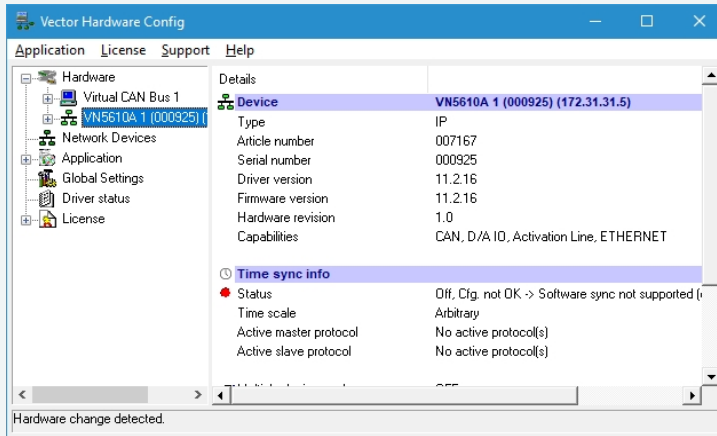 Vector Hardware Config
Application License Support Help
Hardware
Virtual CAN Bus 1
VN5610A 1 (000925) (
Network Devices
Application
Global Settings
Driver status
License
Details
Device VN5610A 1 (000925) (172.31.31.5)
Type IP
Article number 007167
Serial number 000925
Driver version 11.2.16
Firmware version 11.2.16
Hardware revision 1.0
Capabilities CAN, D/A IO, Activation Line, ETHERNET
Time sync info
Status Off, Cfg. not OK -> Software sync not supported (
Time scale Arbitrary
Active master protocol No active protocol(s)
Active slave protocol No active protocol(s)
Hardware change detected.